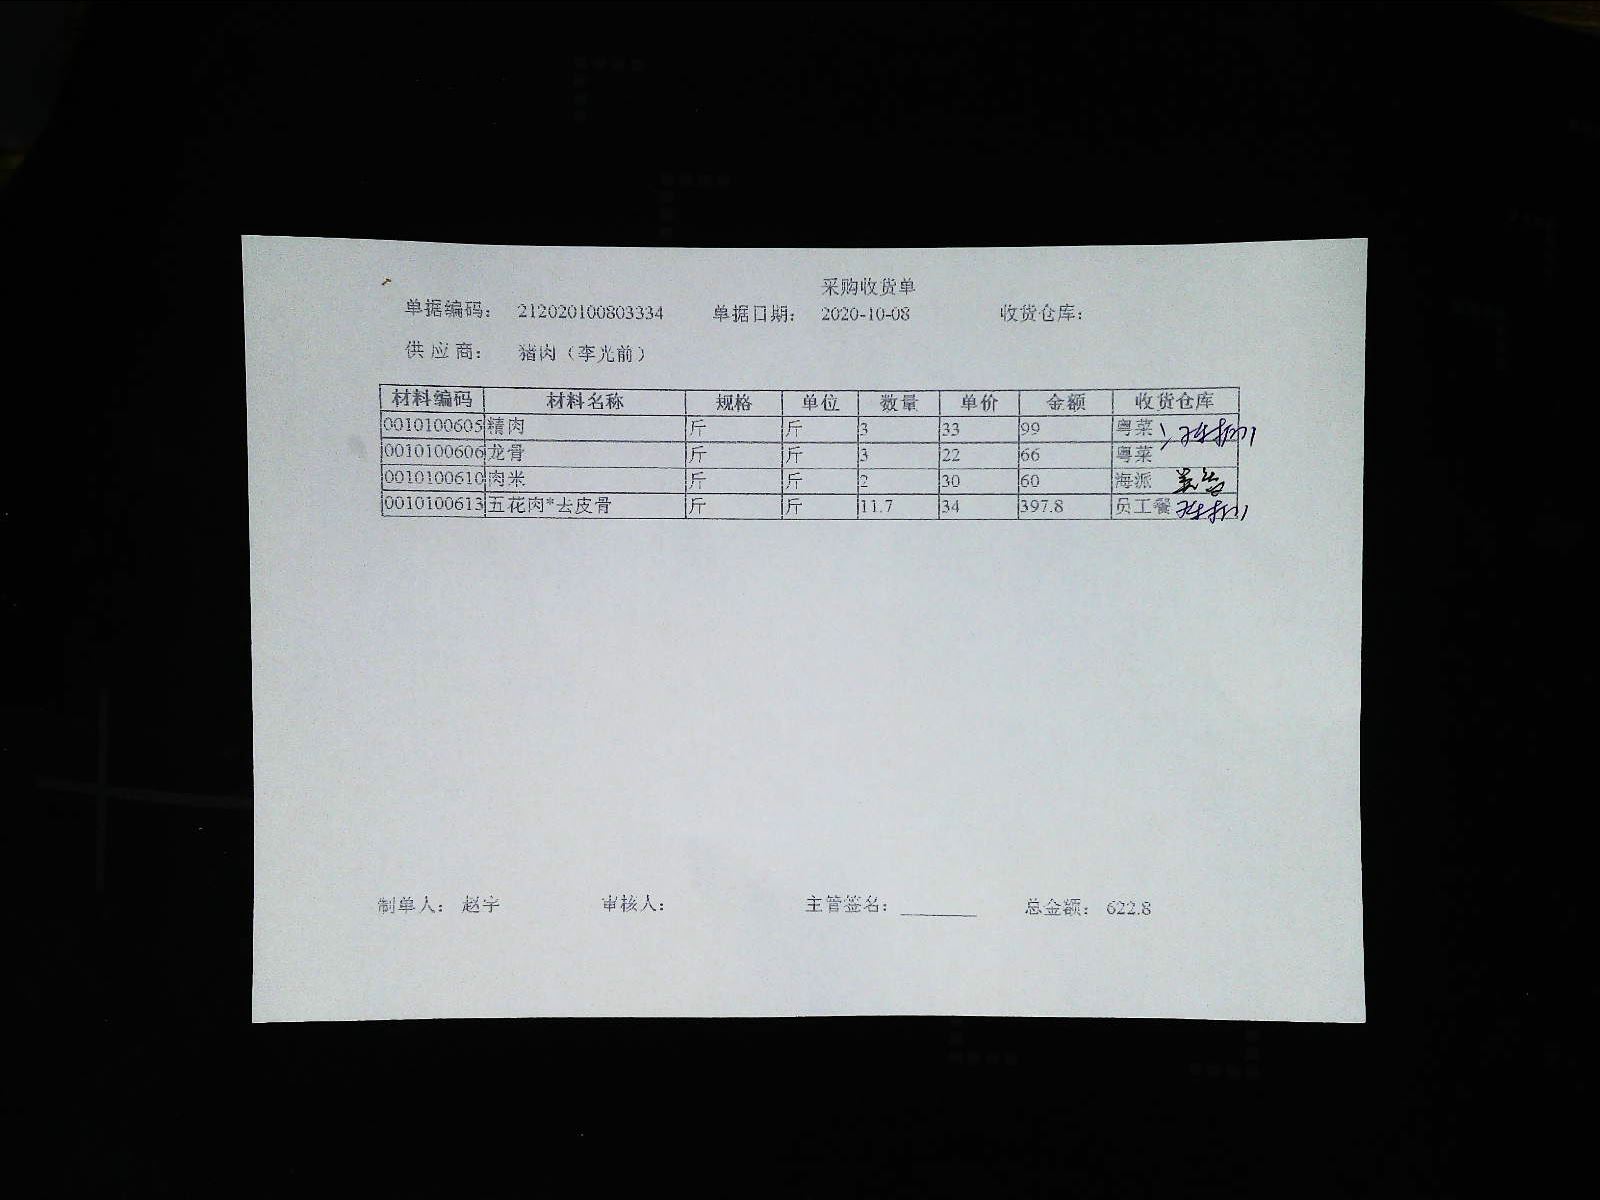 采购收货单
单据编码： 212020100803334 单据日期： 2020-10-08 收货仓库：
供 应 商： 猪肉（李光前）
材料编码 材料名称 规格 单位 数量 单价 金额 收货仓库
0010100605 精肉 斤 斤 3 33 99 粤菜
0010100606 龙骨 斤 斤 3 22 66 粤菜
0010100610 肉米 斤 斤 2 30 60 海派
0010100613 五花肉*去皮骨 斤 斤 11.7 34 397.8 员工餐
制单人： 赵宇 审核人： 主管签名： 总金额： 622.8